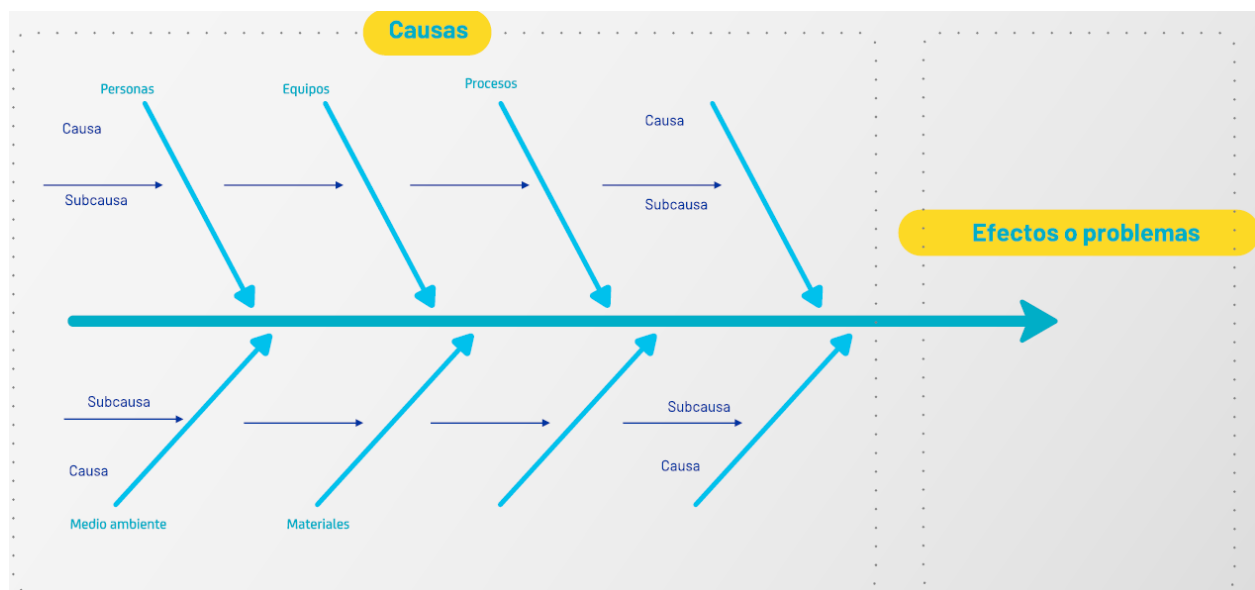 Causas
Personas
Equipos
Procesos
Causa
Causa
Subcausa
Subcausa
Efectos o problemas
Subcausa
Subcausa
Causa
Causa
Medio ambiente
Materiales